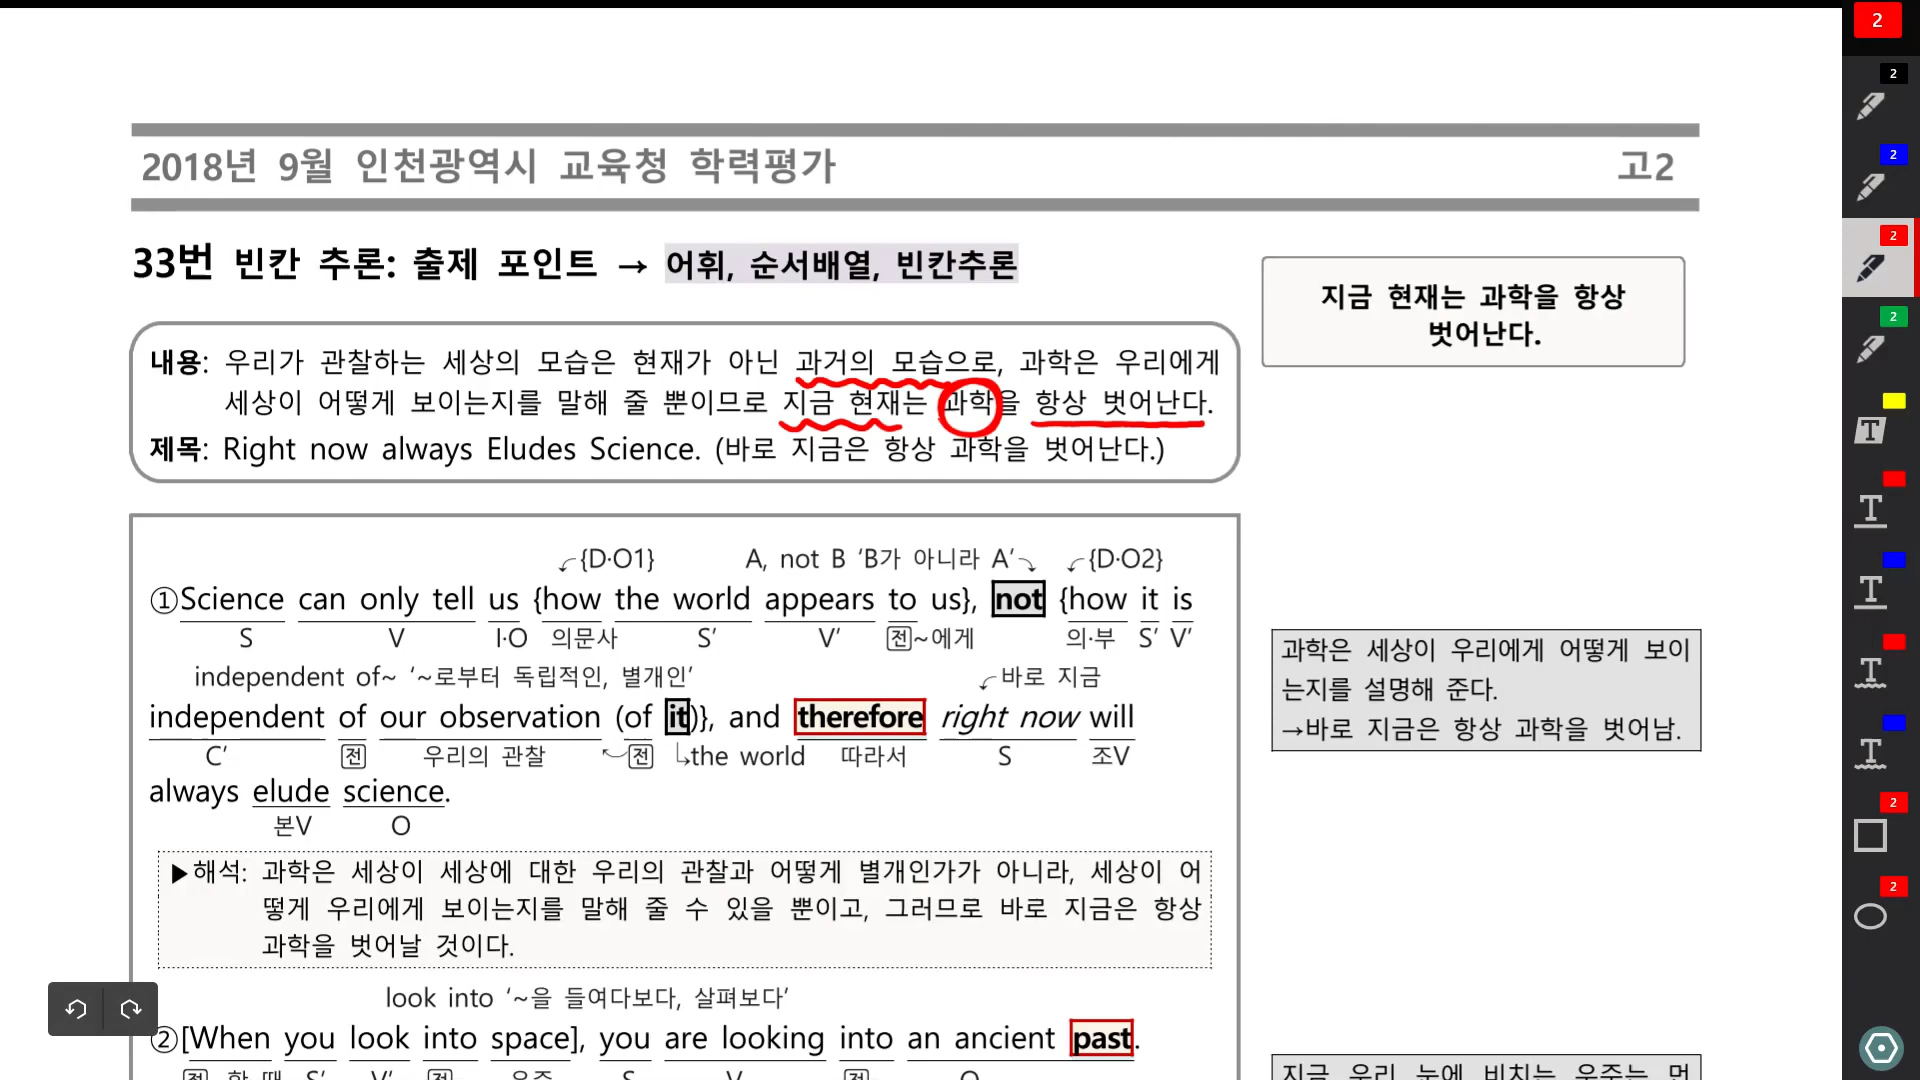 2018년 9월 인천광역시 교육청 학력평가 고2
33번 빈칸 추론: 출제 포인트 → 어휘, 순서배열, 빈칸추론
지금 현재는 과학을 항상
벗어난다.
내용: 우리가 관찰하는 세상의 모습은 현재가 아닌 과거의 모습으로, 과학은 우리에게
세상이 어떻게 보이는지를 말해 줄 뿐이므로 지금 현재는 과학을 항상 벗어난다.
제목: Right now always Eludes Science. (바로 지금은 항상 과학을 벗어난다.)
{D·O1} A, not B ‘B가 아니라 A’ {D·O2}
①Science can only tell us {how the world appears to us}, not {how it is
S V I·O 의문사 S’ V’ 전~에게 의·부 S’ V’
independent of~ ‘~로부터 독립적인, 별개인’ 바로 지금
independent of our observation (of it)}, and therefore right now will
C’ 전 우리의 관찰 전 the world 따라서 S 조V
always elude science.
본V O
▶해석: 과학은 세상이 세상에 대한 우리의 관찰과 어떻게 별개인가가 아니라, 세상이 어
떻게 우리에게 보이는지를 말해 줄 수 있을 뿐이고, 그러므로 바로 지금은 항상
과학을 벗어날 것이다.
과학은 세상이 우리에게 어떻게 보이
는지를 설명해 준다.
→바로 지금은 항상 과학을 벗어남.
look into ‘~을 들여다보다, 살펴보다’
②[When you look into space], you are looking into an ancient past.
지금 우리 눈에 비치는 우주는 먼
2
2
2
2
2
2
2